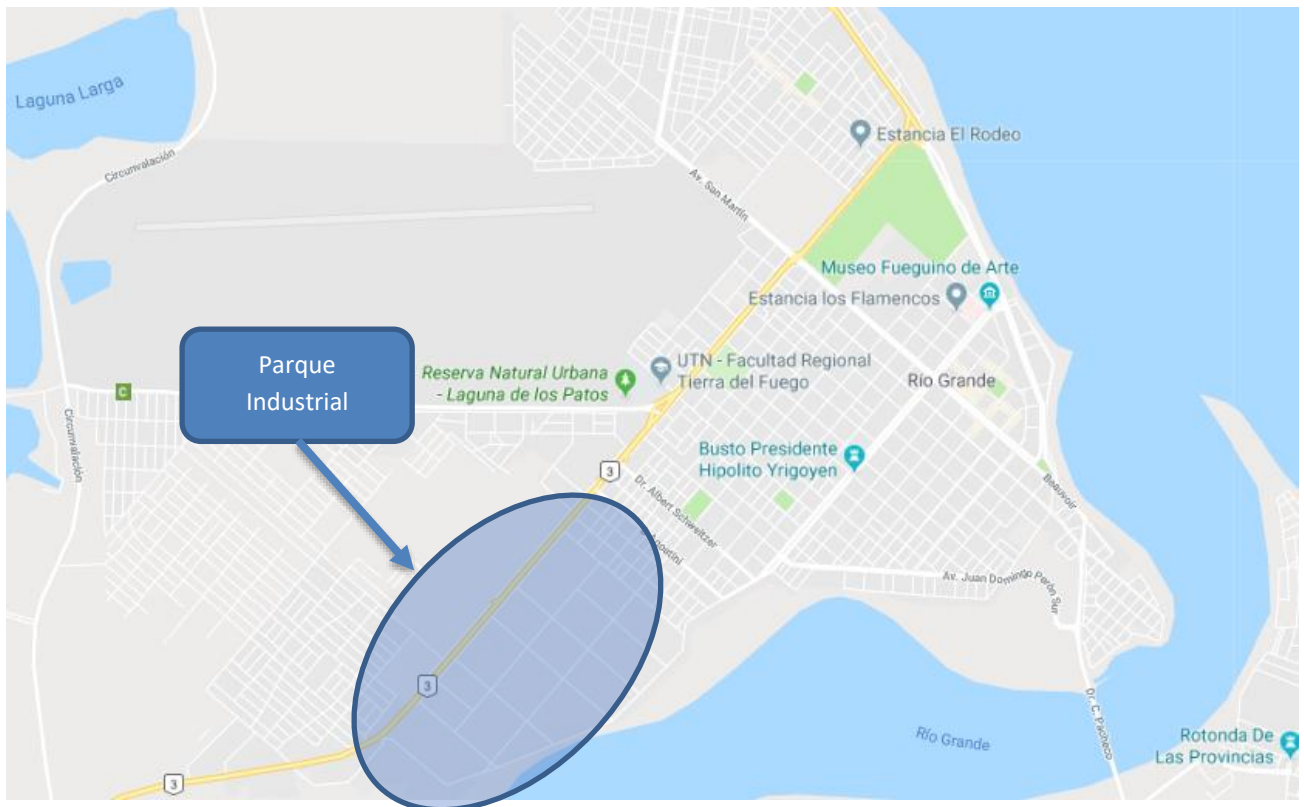 Laguna Larga
Circunvalación
Estancia El Rodeo
Av. San Martín
Museo Fueguino de Arte
Estancia los Flamencos
Parque
Industrial
Reserva Natural Urbana
- Laguna de los Patos
UTN - Facultad Regional
Tierra del Fuego
Río Grande
C
Circunvalación
Busto Presidente
Hipolito Yrigoyen
3
Dr. Albert Schweitzer
Beauvoir
Av. Juan Domingo Perón Sur
3
Río Grande
Dr. C. Pacheco
Rotonda De
Las Provincias
3